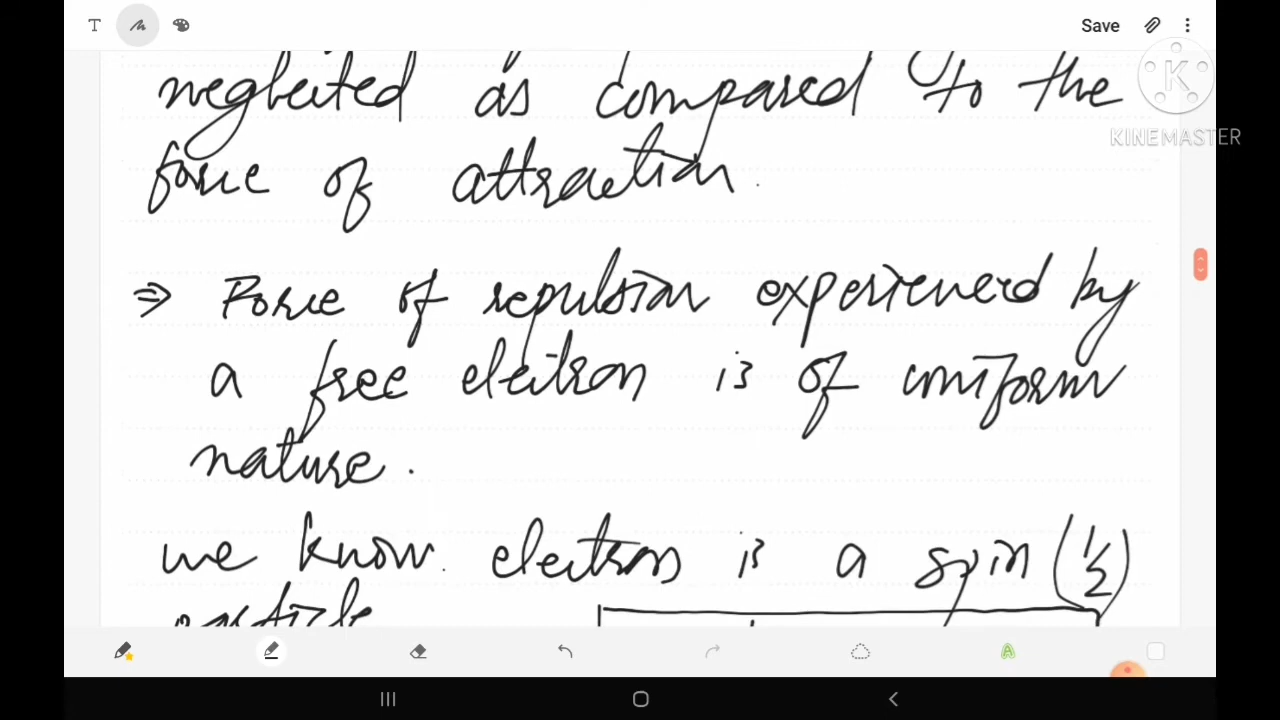 Save
neglected as compared to the
KINEMASTER
force of attraction.
⇒ Force of repulsion experienced by
a free electron is of uniform
nature.
we know electron is a spin (1/2)
particle